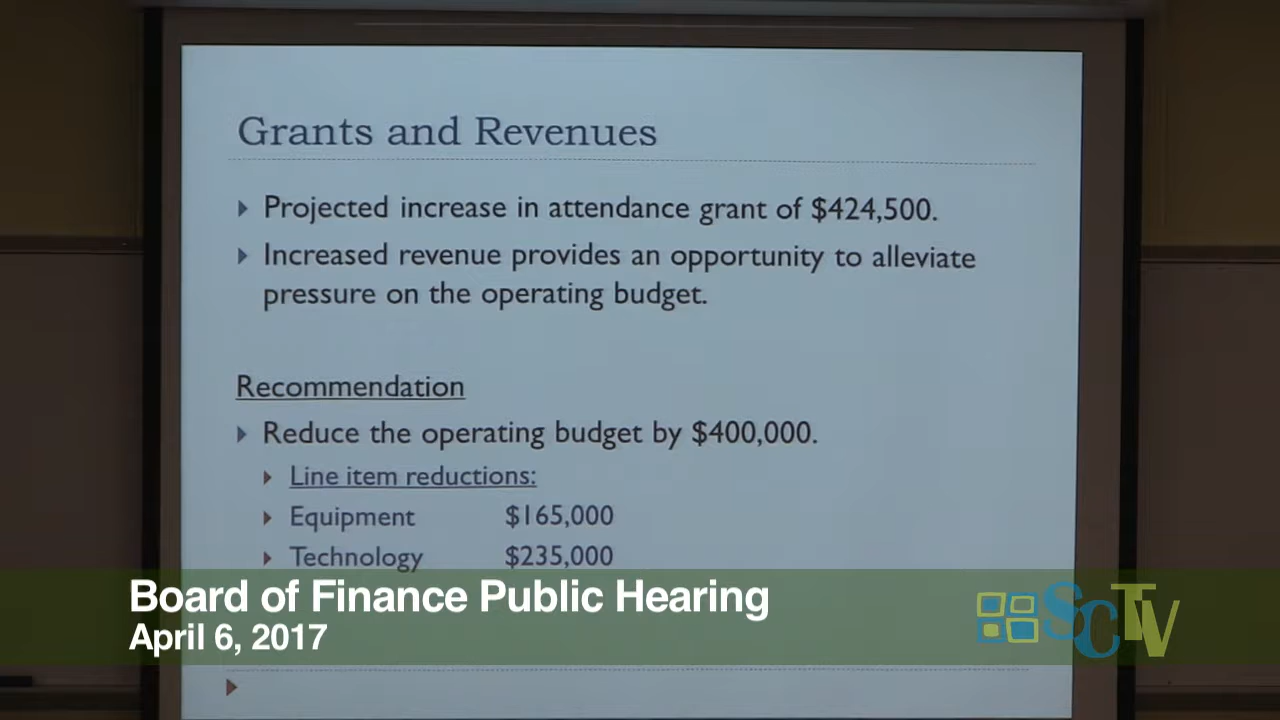 Grants and Revenues
Projected increase in attendance grant of $424,500.
Increased revenue provides an opportunity to alleviate
pressure on the operating budget.
Recommendation
Reduce the operating budget by $400,000.
Line item reductions:
Equipment $165,000
Technology $235,000
Board of Finance Public Hearing
April 6, 2017
SCTV